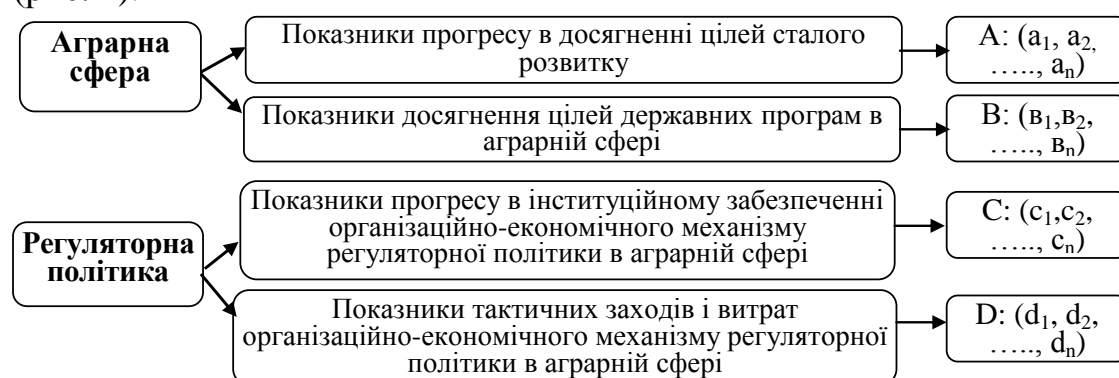 Аграрна
сфера
Показники прогресу в досягненні цілей сталого
розвитку
А: (a₁, a₂,
….., aₙ)
Показники досягнення цілей державних програм в
аграрній сфері
В: (в₁,в₂,
….., вₙ)
Регуляторна
політика
Показники прогресу в інституційному забезпеченні
організаційно-економічного механізму
регуляторної політики в аграрній сфері
С: (c₁,c₂,
….., cₙ)
Показники тактичних заходів і витрат
організаційно-економічного механізму регуляторної
політики в аграрній сфері
D: (d₁, d₂,
….., dₙ)